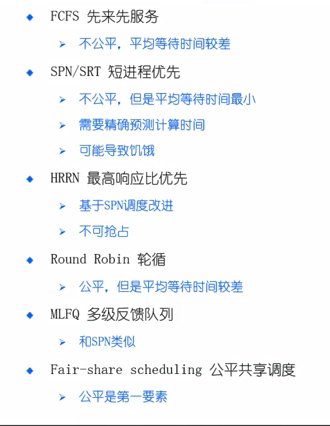 FCFS 先来先服务
不公平，平均等待时间较差
SPN/SRT 短进程优先
不公平，但是平均等待时间最小
需要精确预测计算时间
可能导致饥饿
HRRN 最高响应比优先
基于SPN调度改进
不可抢占
Round Robin 轮循
公平，但是平均等待时间较差
MLFQ 多级反馈队列
和SPN类似
Fair-share scheduling 公平共享调度
公平是第一要素